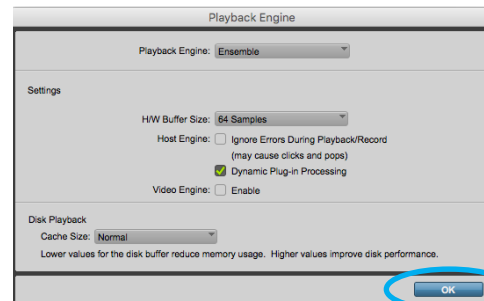 Playback Engine
Playback Engine: Ensemble
Settings
H/W Buffer Size: 64 Samples
Host Engine: Ignore Errors During Playback/Record
(may cause clicks and pops)
Dynamic Plug-in Processing
Video Engine: Enable
Disk Playback
Cache Size: Normal
Lower values for the disk buffer reduce memory usage. Higher values improve disk performance.
OK